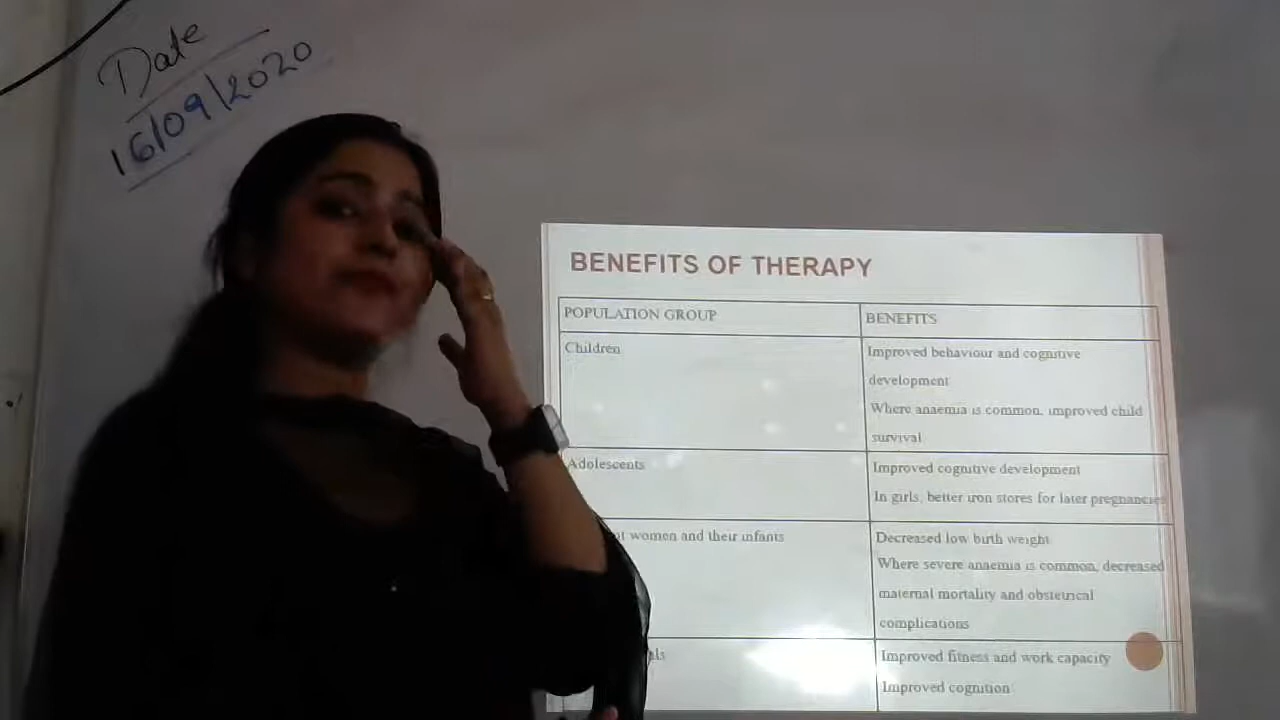 Date
16/09/2020
BENEFITS OF THERAPY
POPULATION GROUP
BENEFITS
Children
Improved behaviour and cognitive
development
Where anaemia is common, improved child
survival
Adolescents
Improved cognitive development
In girls, better iron stores for later pregnancies
women and their infants
Decreased low birth weight
Where severe anaemia is common, decreased
maternal mortality and obstetrical
complications
Improved fitness and work capacity
Improved cognition